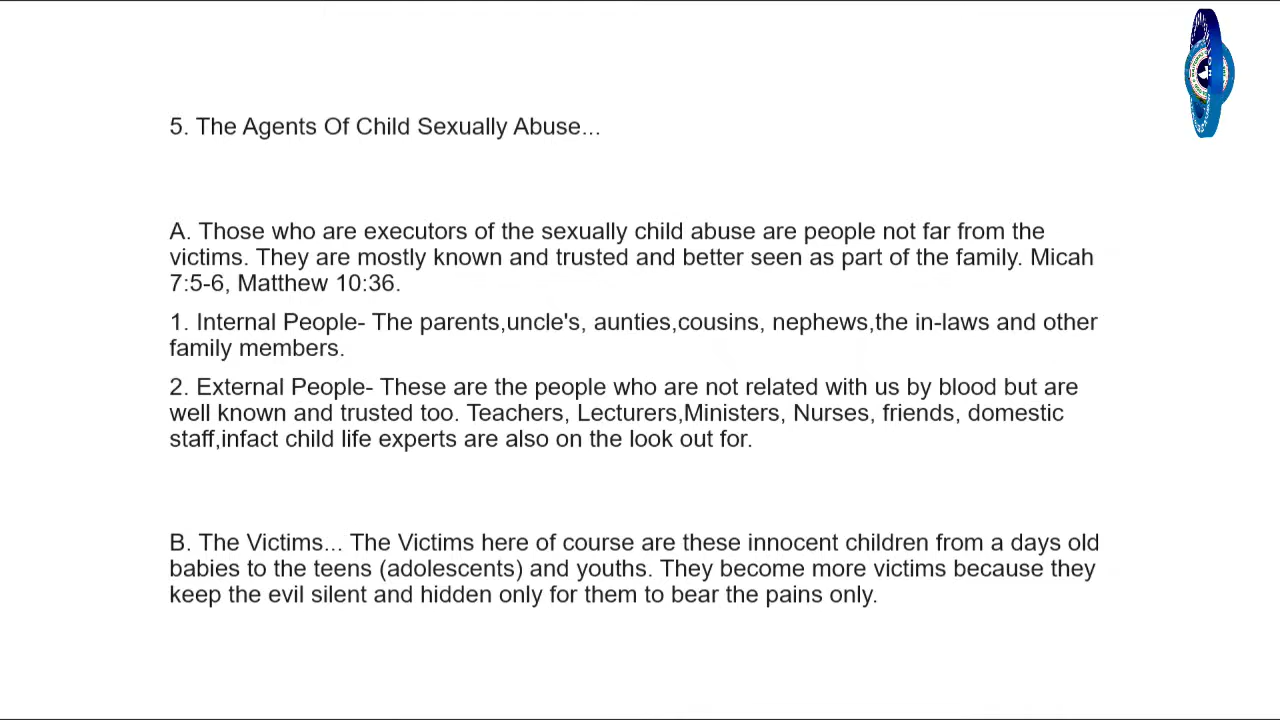 5. The Agents Of Child Sexually Abuse...
A. Those who are executors of the sexually child abuse are people not far from the
victims. They are mostly known and trusted and better seen as part of the family. Micah
7:5-6, Matthew 10:36.
1. Internal People- The parents,uncle's, aunties,cousins, nephews,the in-laws and other
family members.
2. External People- These are the people who are not related with us by blood but are
well known and trusted too. Teachers, Lecturers,Ministers, Nurses, friends, domestic
staff,infact child life experts are also on the look out for.
B. The Victims... The Victims here of course are these innocent children from a days old
babies to the teens (adolescents) and youths. They become more victims because they
keep the evil silent and hidden only for them to bear the pains only.